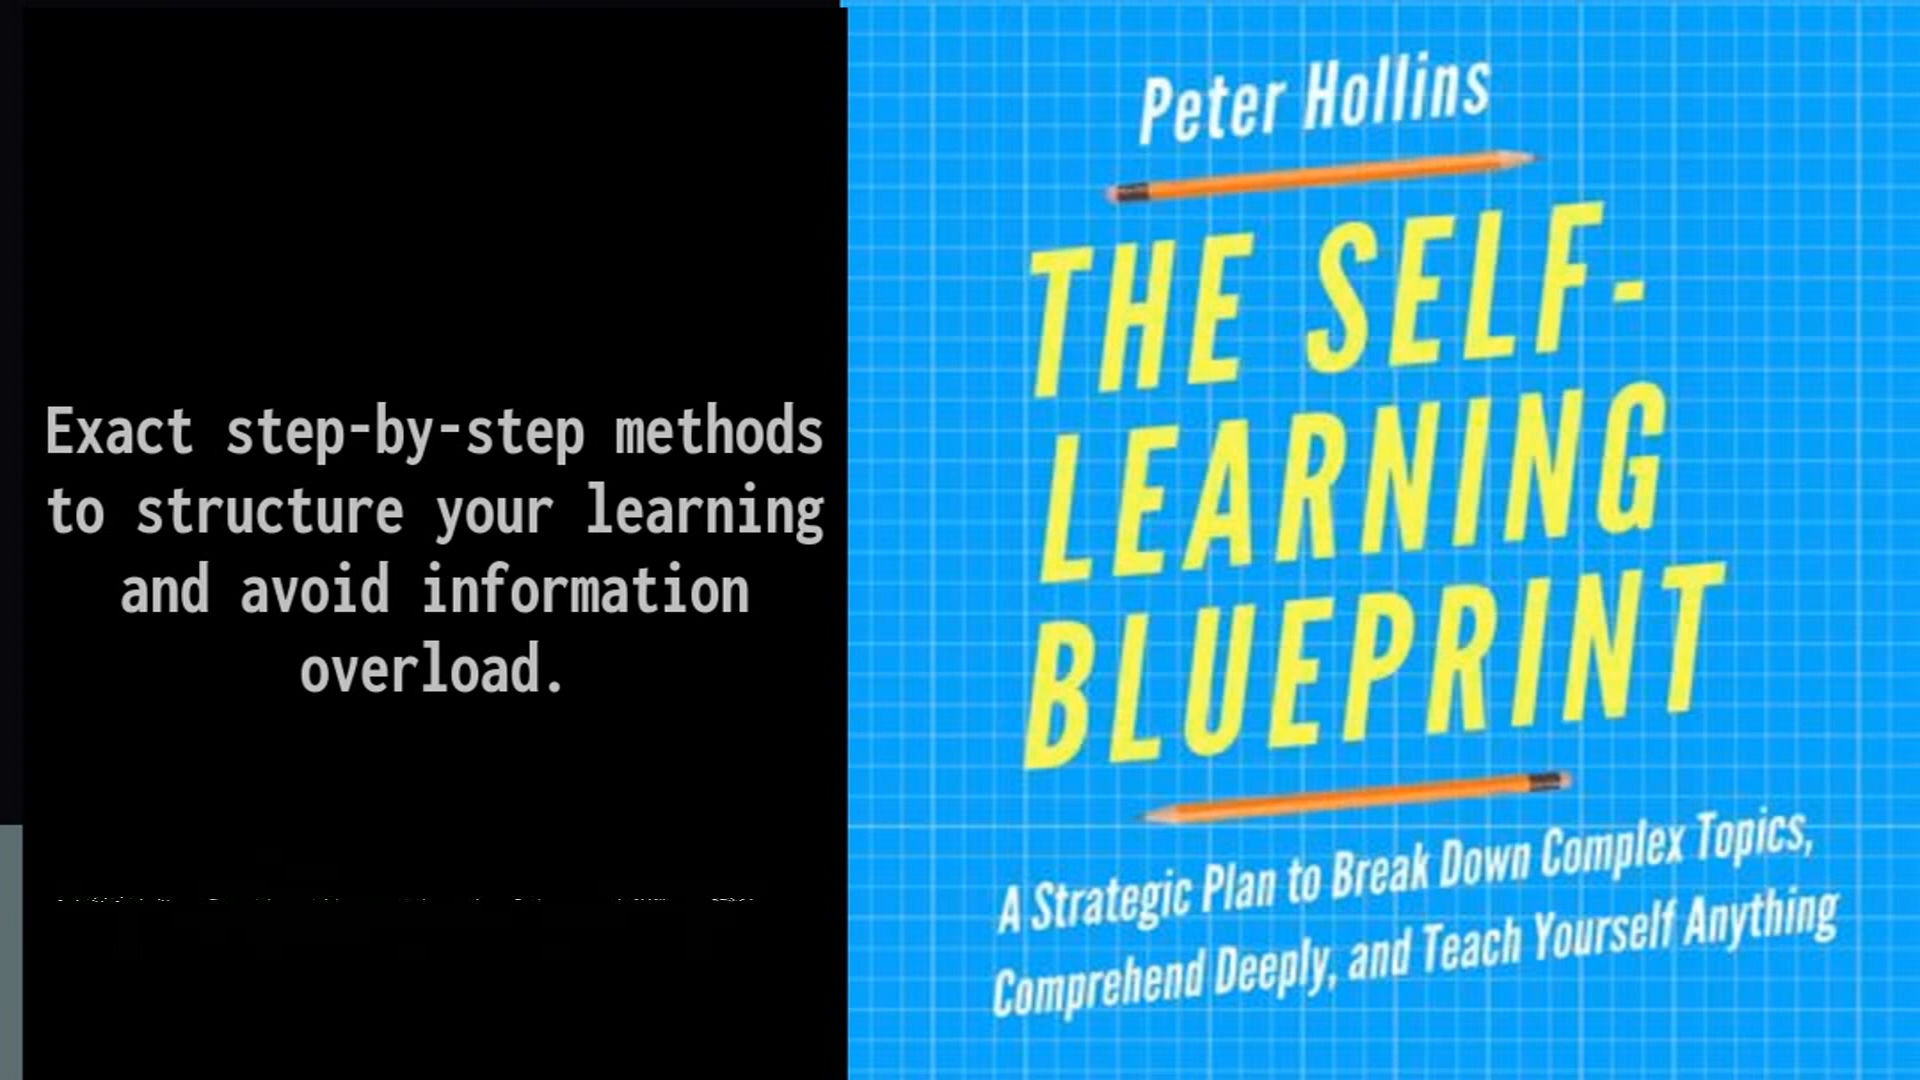 Exact step-by-step methods
to structure your learning
and avoid information
overload.
Peter Hollins
THE SELF-
LEARNING
BLUEPRINT
A Strategic Plan to Break Down Complex Topics,
Comprehend Deeply, and Teach Yourself Anything